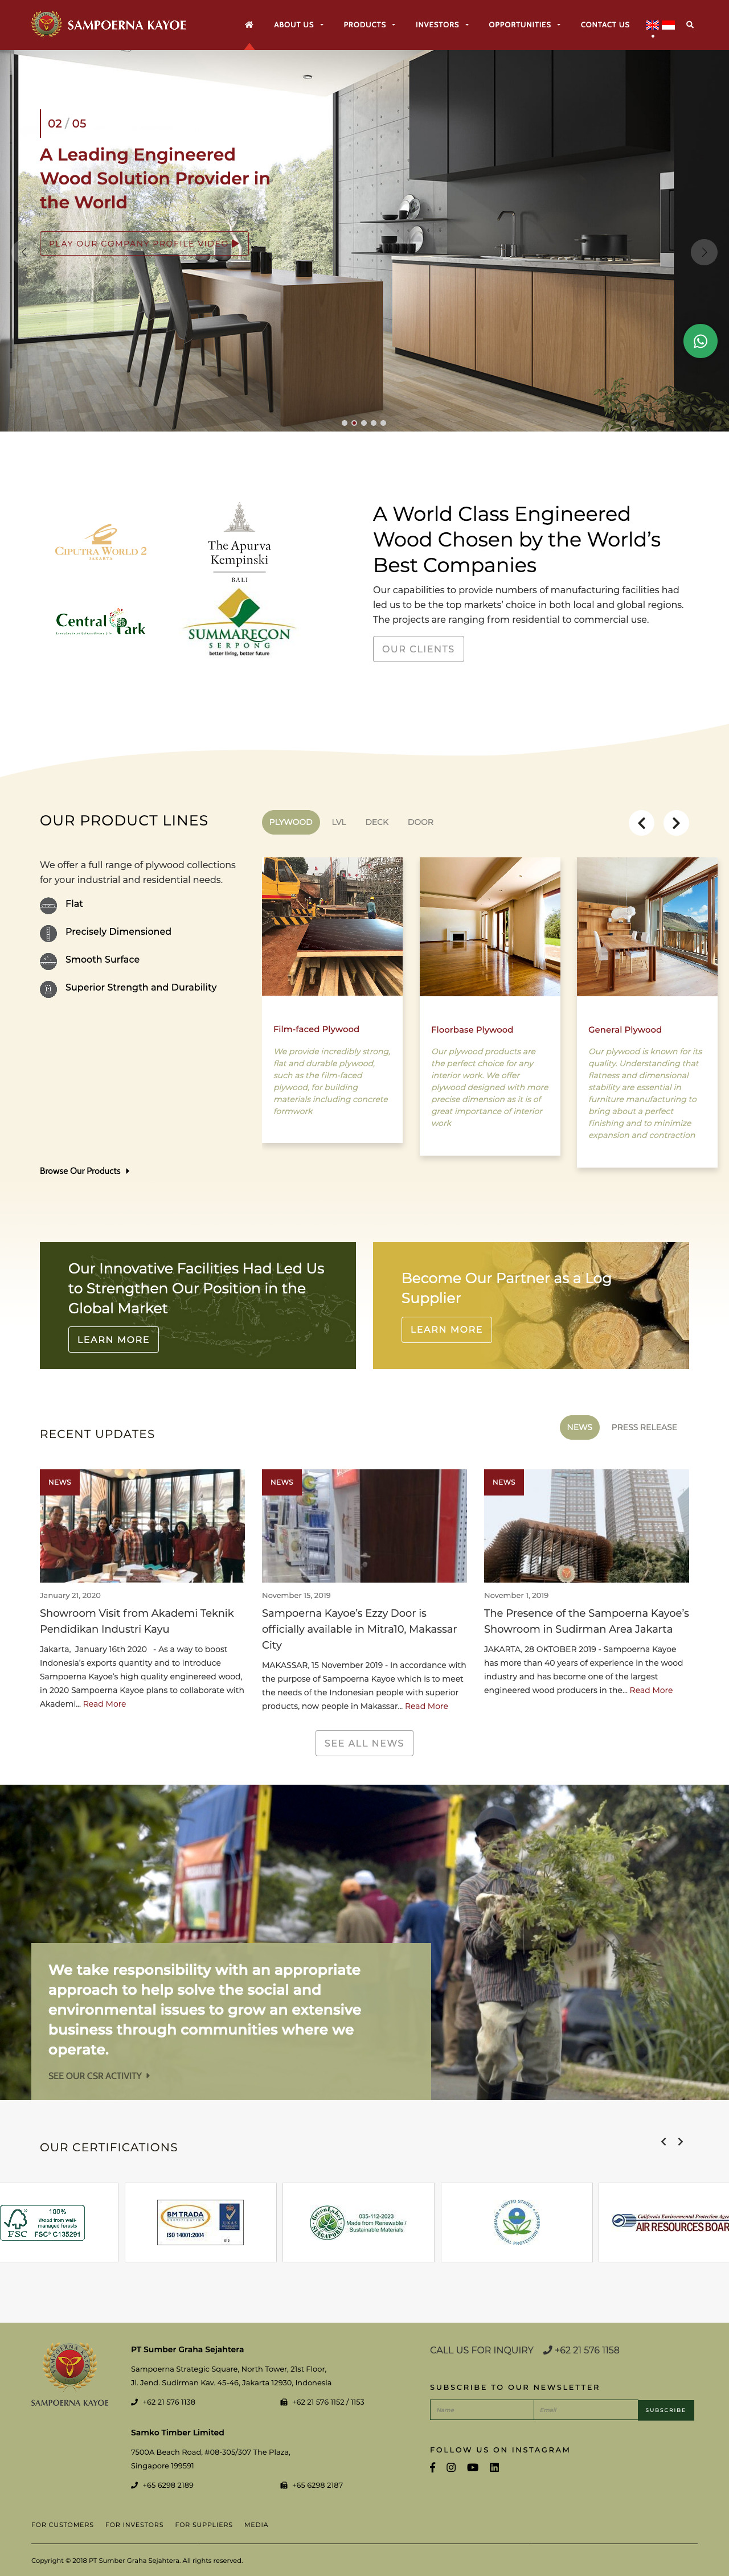 SAMPOERNA KAYOE
ABOUT US
PRODUCTS
INVESTORS
OPPORTUNITIES
CONTACT US
02 / 05
A Leading Engineered
Wood Solution Provider in
the World
PLAY OUR COMPANY PROFILE VIDEO
CIPUTRA WORLD 2
JAKARTA
The Apurva
Kempinski
BALI
Central Park
SUMMARECON
SERPONG
better living, better future
A World Class Engineered
Wood Chosen by the World's
Best Companies
Our capabilities to provide numbers of manufacturing facilities had
led us to be the top markets' choice in both local and global regions.
The projects are ranging from residential to commercial use.
OUR CLIENTS
OUR PRODUCT LINES
PLYWOOD
LVL
DECK
DOOR
We offer a full range of plywood collections
for your industrial and residential needs.
Flat
Precisely Dimensioned
Smooth Surface
Superior Strength and Durability
Browse Our Products
Film-faced Plywood
We provide incredibly strong,
flat and durable plywood,
such as the film-faced
plywood, for building
materials including concrete
formwork
Floorbase Plywood
Our plywood products are
the perfect choice for any
interior work. We offer
plywood designed with more
precise dimension as it is of
great importance of interior
work
General Plywood
Our plywood is known for its
quality. Understanding that
flatness and dimensional
stability are essential in
furniture manufacturing to
bring about a perfect
finishing and to minimize
expansion and contraction
Our Innovative Facilities Had Led Us
to Strengthen Our Position in the
Global Market
LEARN MORE
Become Our Partner as a Log
Supplier
LEARN MORE
RECENT UPDATES
NEWS
PRESS RELEASE
NEWS
January 21, 2020
Showroom Visit from Akademi Teknik
Pendidikan Industri Kayu
Jakarta, January 16th 2020 - As a way to boost
Indonesia's exports quantity and to introduce
Sampoerna Kayoe's high quality enginereed wood,
in 2020 Sampoerna Kayoe plans to collaborate with
Akademi... Read More
NEWS
November 15, 2019
Sampoerna Kayoe's Ezzy Door is
officially available in Mitra10, Makassar
City
MAKASSAR, 15 November 2019 - In accordance with
the purpose of Sampoerna Kayoe which is to meet
the needs of the Indonesian people with superior
products, now people in Makassar... Read More
NEWS
November 1, 2019
The Presence of the Sampoerna Kayoe's
Showroom in Sudirman Area Jakarta
JAKARTA, 28 OKTOBER 2019 - Sampoerna Kayoe
has more than 40 years of experience in the wood
industry and has become one of the largest
engineered wood producers in the... Read More
SEE ALL NEWS
We take responsibility with an appropriate
approach to help solve the social and
environmental issues to grow an extensive
business through communities where we
operate.
SEE OUR CSR ACTIVITY
OUR CERTIFICATIONS
FSC
100%
Wood from well-
managed forests
FSC® C135291
BM TRADA
CERTIFICATION
ISO 14001:2004
UKAS
GreenLabel
SINGAPORE
035-112-2023
Made from Renewable /
Sustainable Materials
UNITED STATES
ENVIRONMENTAL PROTECTION AGENCY
California Environmental Protection Agen
AIR RESOURCES BOAR
SAMPOERNA KAYOE
PT Sumber Graha Sejahtera
Sampoerna Strategic Square, North Tower, 21st Floor,
Jl. Jend. Sudirman Kav. 45-46, Jakarta 12930, Indonesia
+62 21 576 1138
+62 21 576 1152 / 1153
Samko Timber Limited
7500A Beach Road, #08-305/307 The Plaza,
Singapore 199591
+65 6298 2189
+65 6298 2187
CALL US FOR INQUIRY
+62 21 576 1158
SUBSCRIBE TO OUR NEWSLETTER
Name
Email
SUBSCRIBE
FOLLOW US ON INSTAGRAM
FOR CUSTOMERS
FOR INVESTORS
FOR SUPPLIERS
MEDIA
Copyright © 2018 PT Sumber Graha Sejahtera. All rights reserved.